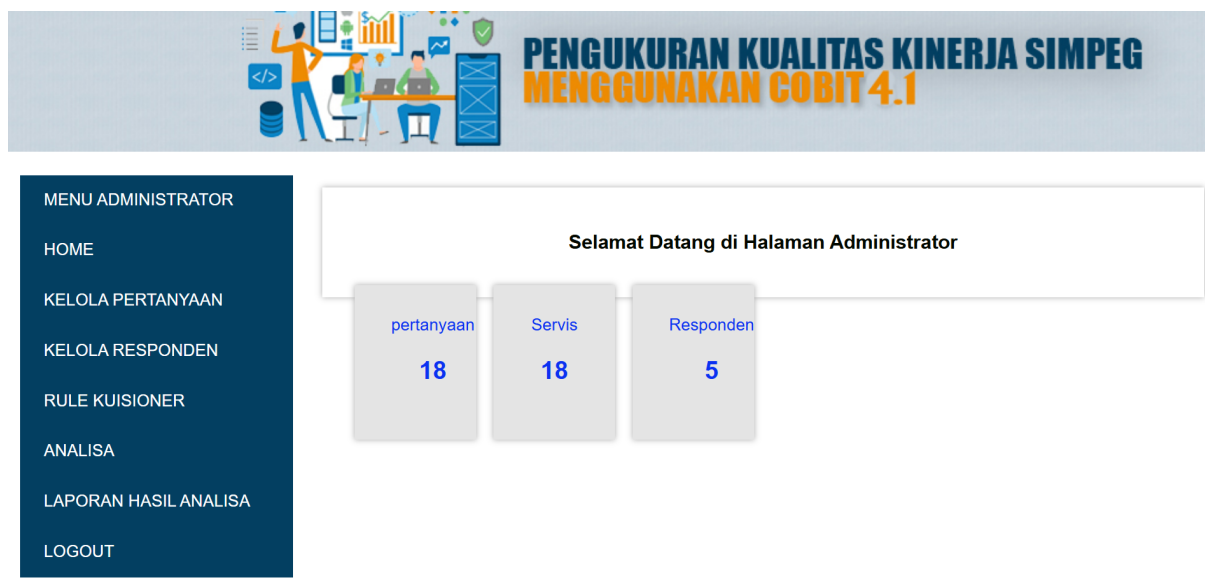 PENGUKURAN KUALITAS KINERJA SIMPEG
MENGGUNAKAN COBIT 4.1
</>
MENU ADMINISTRATOR
HOME
KELOLA PERTANYAAN
KELOLA RESPONDEN
RULE KUISIONER
ANALISA
LAPORAN HASIL ANALISA
LOGOUT
Selamat Datang di Halaman Administrator
pertanyaan
18
Servis
18
Responden
5